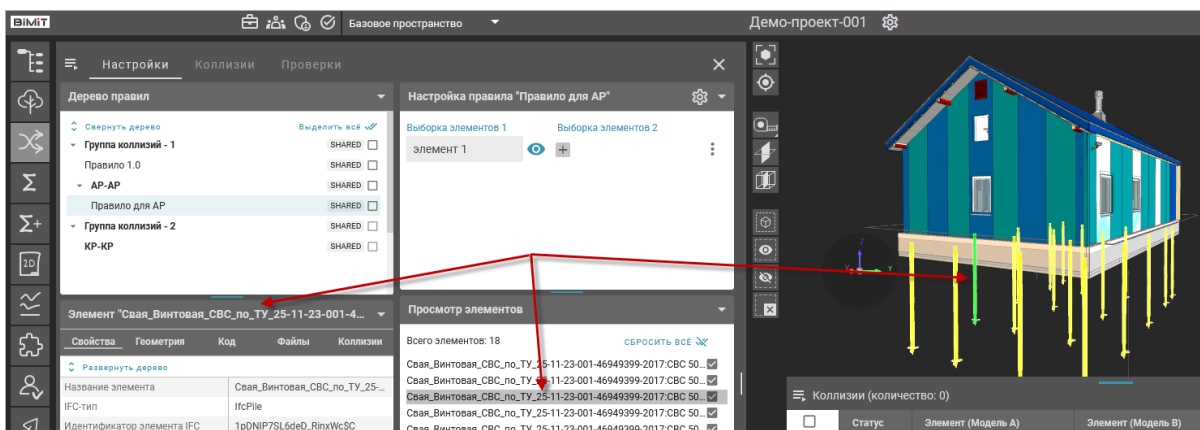 BIMIT
Базовое пространство
Демо-проект-001
Настройки Коллизии Проверки
Дерево правил
Свернуть дерево Выделить всё
Группа коллизий - 1 SHARED
Правило 1.0 SHARED
АР-АР SHARED
Правило для АР SHARED
Группа коллизий - 2 SHARED
КР-КР SHARED
Настройка правила "Правило для АР"
Выборка элементов 1 Выборка элементов 2
элемент 1
Σ
Σ+
2D
Z
X
Y
Элемент "Свая_Винтовая_СВС_по_ТУ_25-11-23-001-4...
Свойства Геометрия Код Файлы Коллизии
Развернуть дерево
Название элемента Свая_Винтовая_СВС_по_ТУ_25-...
IFC-тип IfcPile
Идентификатор элемента IFC 1pDNIP7SL6deD_RinxWc$C
Просмотр элементов
Всего элементов: 18 СБРОСИТЬ ВСЁ
Свая_Винтовая_СВС_по_ТУ_25-11-23-001-46949399-2017:СВС 50...
Свая_Винтовая_СВС_по_ТУ_25-11-23-001-46949399-2017:СВС 50...
Свая_Винтовая_СВС_по_ТУ_25-11-23-001-46949399-2017:СВС 50...
Свая_Винтовая_СВС_по_ТУ_25-11-23-001-46949399-2017:СВС 50...
Коллизии (количество: 0)
Статус Элемент (Модель A) Элемент (Модель B)